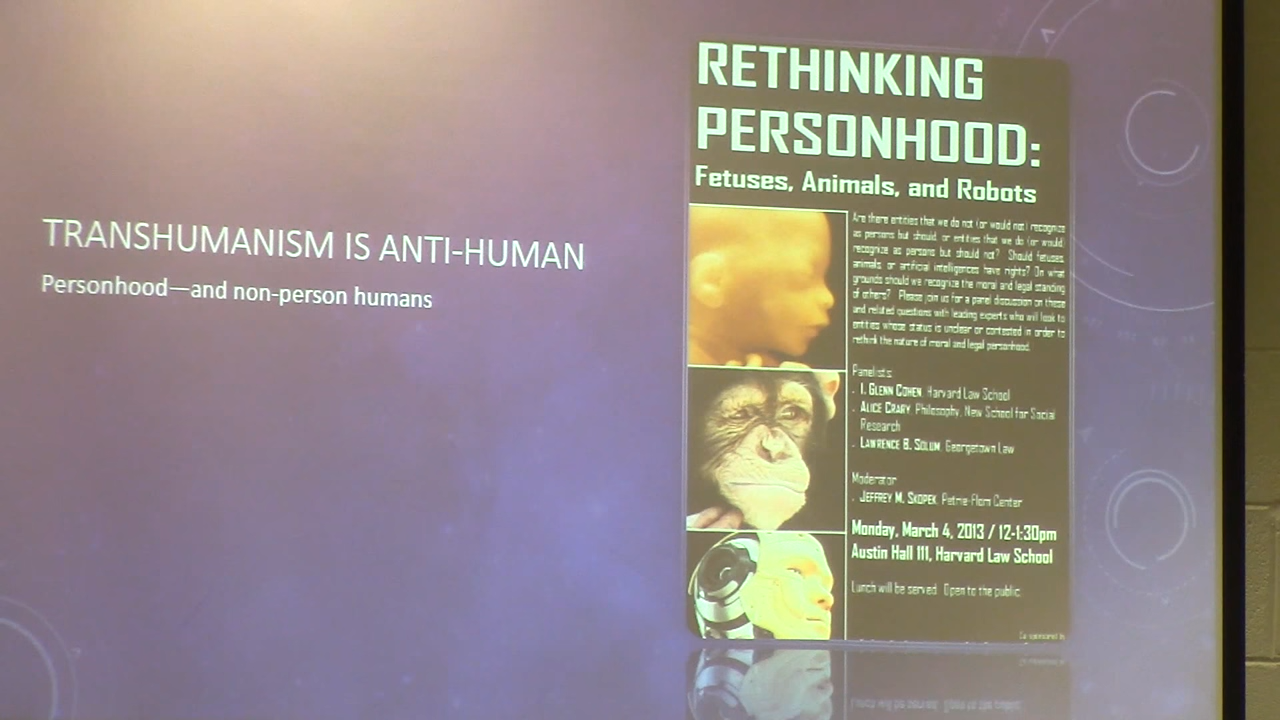 TRANSHUMANISM IS ANTI-HUMAN
Personhood—and non-person humans
RETHINKING
PERSONHOOD:
Fetuses, Animals, and Robots
Are there entities that we do not (or would not) recognize
as persons but should, or entities that we do (or would)
recognize as persons but should not? Should fetuses,
animals, or artificial intelligences have rights? On what
grounds should we recognize the moral and legal standing
of others? Please join us for a panel discussion on these
and related questions with leading experts who will look to
entities whose status is unclear or contested in order to
rethink the nature of moral and legal personhood.
Panelists:
. I. GLENN COHEN, Harvard Law School
. ALICE CRARY, Philosophy, New School for Social
Research
. LAWRENCE B. SOLUM, Georgetown Law
Moderator
. JEFFREY M. SKOPEK, Petrie-Flom Center
Monday, March 4, 2013 / 12-1:30pm
Austin Hall 111, Harvard Law School
Lunch will be served. Open to the public.
Co-sponsored by